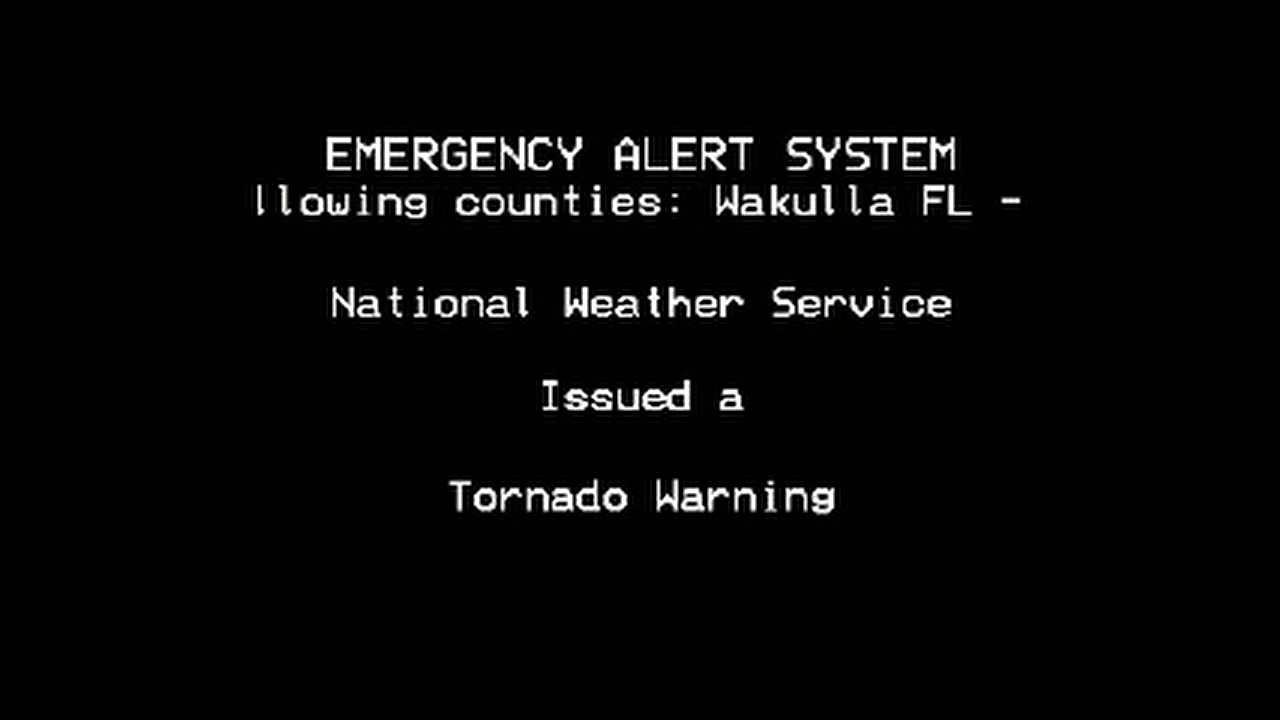 EMERGENCY ALERT SYSTEM
llowing counties: Wakulla FL -
National Weather Service
Issued a
Tornado Warning